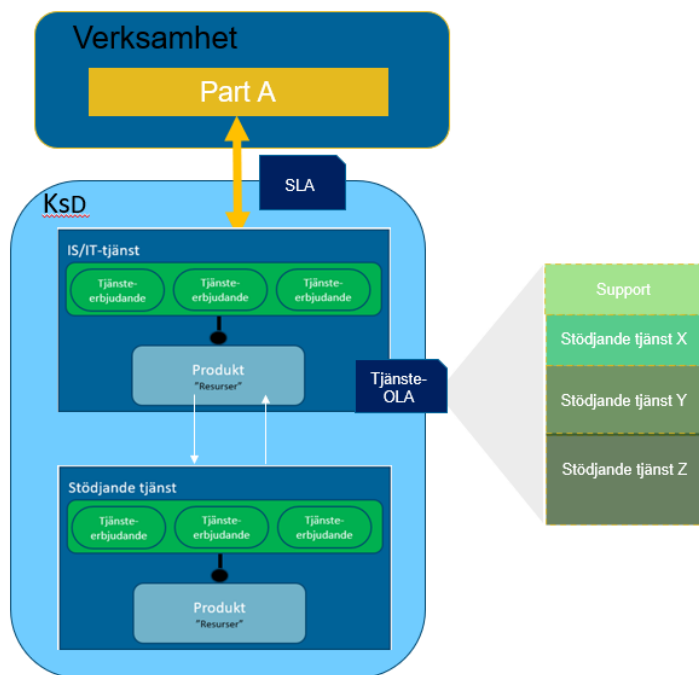 Verksamhet
Part A
SLA
KsD
IS/IT-tjänst
Tjänste-
erbjudande
Tjänste-
erbjudande
Tjänste-
erbjudande
Produkt
"Resurser"
Tjänste-
OLA
Support
Stödjande tjänst X
Stödjande tjänst Y
Stödjande tjänst Z
Stödjande tjänst
Tjänste-
erbjudande
Tjänste-
erbjudande
Tjänste-
erbjudande
Produkt
"Resurser"